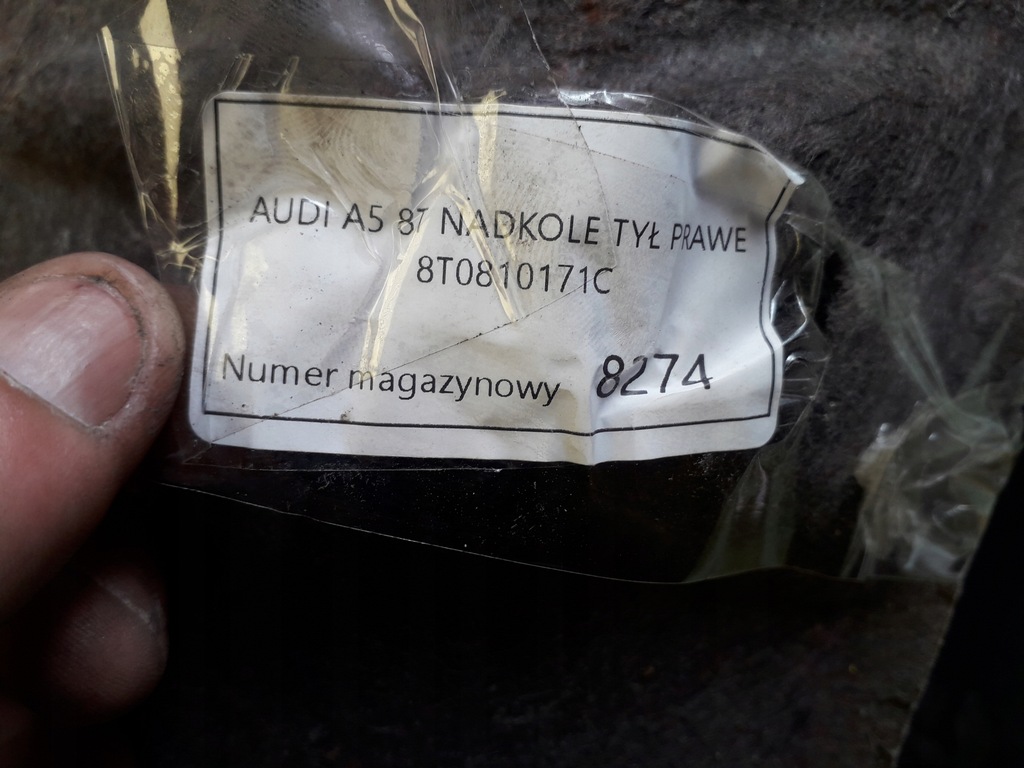 AUDI A5 8T NADKOLE TYŁ PRAWE
8T0810171C
Numer magazynowy 8274